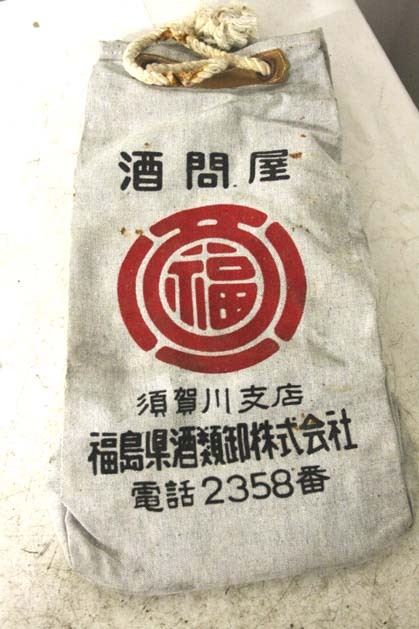 酒問屋
福
須賀川支店
福島県酒類卸株式会社
電話2358番